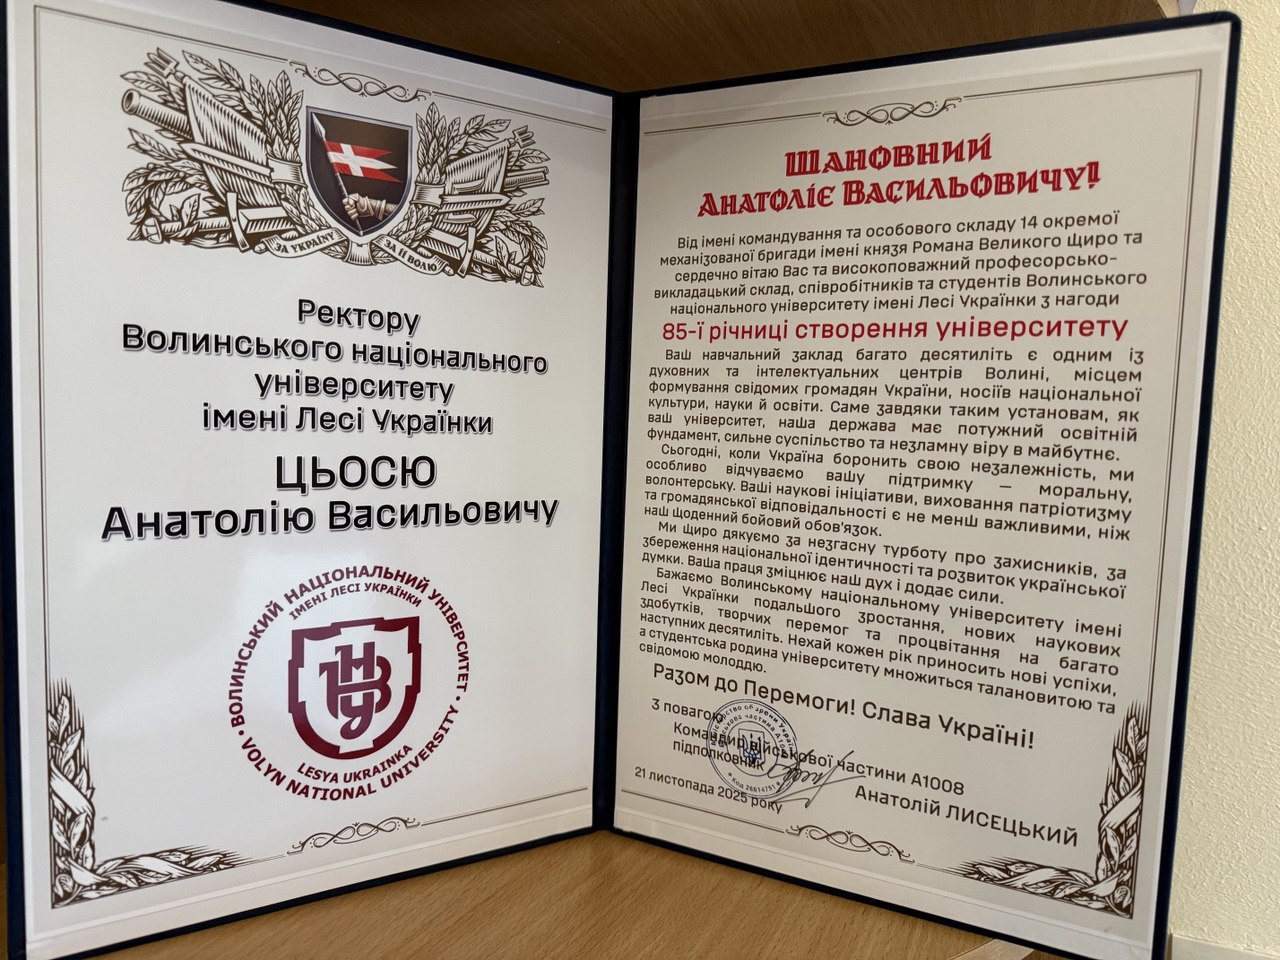 ЗА УКРАЇНУ
ЗА ЇЇ ВОЛЮ
Ректору
Волинського національного
університету
імені Лесі Українки
ЦЬОСЮ
Анатолію Васильовичу
ВОЛИНСЬКИЙ НАЦІОНАЛЬНИЙ УНІВЕРСИТЕТ
ІМЕНІ ЛЕСІ УКРАЇНКИ
ВНУ
LESYA UKRAINKA
VOLYN NATIONAL UNIVERSITY
Шановний
Анатоліє Васильовичу!
Від імені командування та особового складу 14 окремої
механізованої бригади імені князя Романа Великого щиро та
сердечно вітаю Вас та високоповажний професорсько-
викладацький склад, співробітників та студентів Волинського
національного університету імені Лесі Українки з нагоди
85-ї річниці створення університету
Ваш навчальний заклад багато десятиліть є одним із
духовних та інтелектуальних центрів Волині, місцем
формування свідомих громадян України, носіїв національної
культури, науки й освіти. Саме завдяки таким установам, як
ваш університет, наша держава має потужний освітній
фундамент, сильне суспільство та незламну віру в майбутнє.
Сьогодні, коли Україна боронить свою незалежність, ми
особливо відчуваємо вашу підтримку — моральну,
волонтерську. Ваші наукові ініціативи, виховання патріотизму
та громадянської відповідальності є не менш важливими, ніж
наш щоденний бойовий обов'язок.
Ми щиро дякуємо за незгасну турботу про захисників, за
збереження національної ідентичності та розвиток української
думки. Ваша праця зміцнює наш дух і додає сили.
Бажаємо Волинському національному університету імені
Лесі Українки подальшого зростання, нових наукових
здобутків, творчих перемог та процвітання на багато
наступних десятиліть. Нехай кожен рік приносить нові успіхи,
а студентська родина університету множиться талановитою та
свідомою молоддю.
Разом до Перемоги! Слава Україні!
З повагою
Командир військової частини А1008
підполковник
Анатолій ЛИСЕЦЬКИЙ
21 листопада 2025 року
Міністерство оборони України
Військова частина А1008
Код 26614751